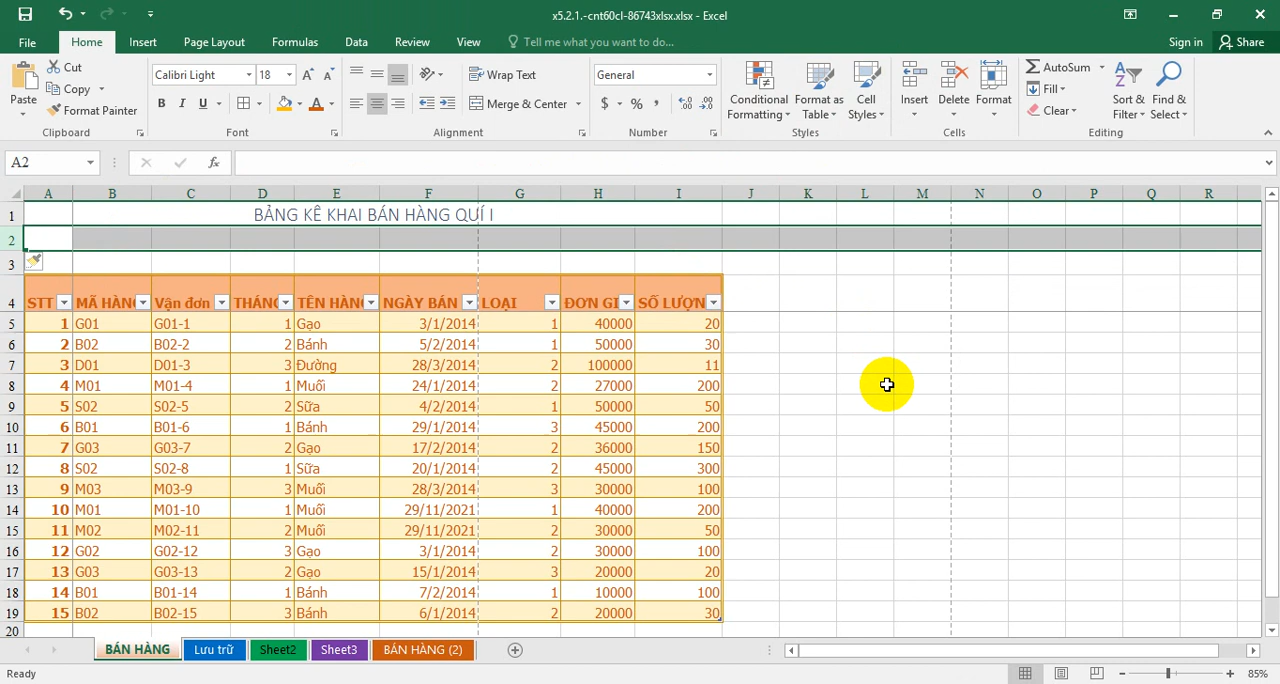 x5.2.1.-cnt60cl-86743xlsx.xlsx - Excel
File Home Insert Page Layout Formulas Data Review View Tell me what you want to do... Sign in Share
Paste Cut Copy Format Painter Clipboard
Calibri Light 18 A A B I U A Font
Wrap Text Merge & Center Alignment
General $ % , Number
Conditional Formatting Format as Table Cell Styles Styles
Insert Delete Format Cells
AutoSum Fill Clear Sort & Filter Find & Select Editing
A2 fx
A B C D E F G H I J K L M N O P Q R
1 BẢNG KÊ KHAI BÁN HÀNG QUÍ I
2
3
4 STT MÃ HÀN Vận đơn THÁN TÊN HÀN NGÀY BÁN LOẠI ĐƠN GI SỐ LƯỢN
5 1 G01 G01-1 1 Gạo 3/1/2014 1 40000 20
6 2 B02 B02-2 2 Bánh 5/2/2014 1 50000 30
7 3 D01 D01-3 3 Đường 28/3/2014 2 100000 11
8 4 M01 M01-4 1 Muối 24/1/2014 2 27000 200
9 5 S02 S02-5 2 Sữa 4/2/2014 1 50000 50
10 6 B01 B01-6 1 Bánh 29/1/2014 3 45000 200
11 7 G03 G03-7 2 Gạo 17/2/2014 2 36000 150
12 8 S02 S02-8 1 Sữa 20/1/2014 2 45000 300
13 9 M03 M03-9 3 Muối 28/3/2014 3 30000 100
14 10 M01 M01-10 1 Muối 29/11/2021 1 40000 200
15 11 M02 M02-11 2 Muối 29/11/2021 2 30000 50
16 12 G02 G02-12 3 Gạo 3/1/2014 2 30000 100
17 13 G03 G03-13 2 Gạo 15/1/2014 3 20000 20
18 14 B01 B01-14 1 Bánh 7/2/2014 1 10000 100
19 15 B02 B02-15 3 Bánh 6/1/2014 2 20000 30
20
BÁN HÀNG Lưu trữ Sheet2 Sheet3 BÁN HÀNG (2)
Ready 85%